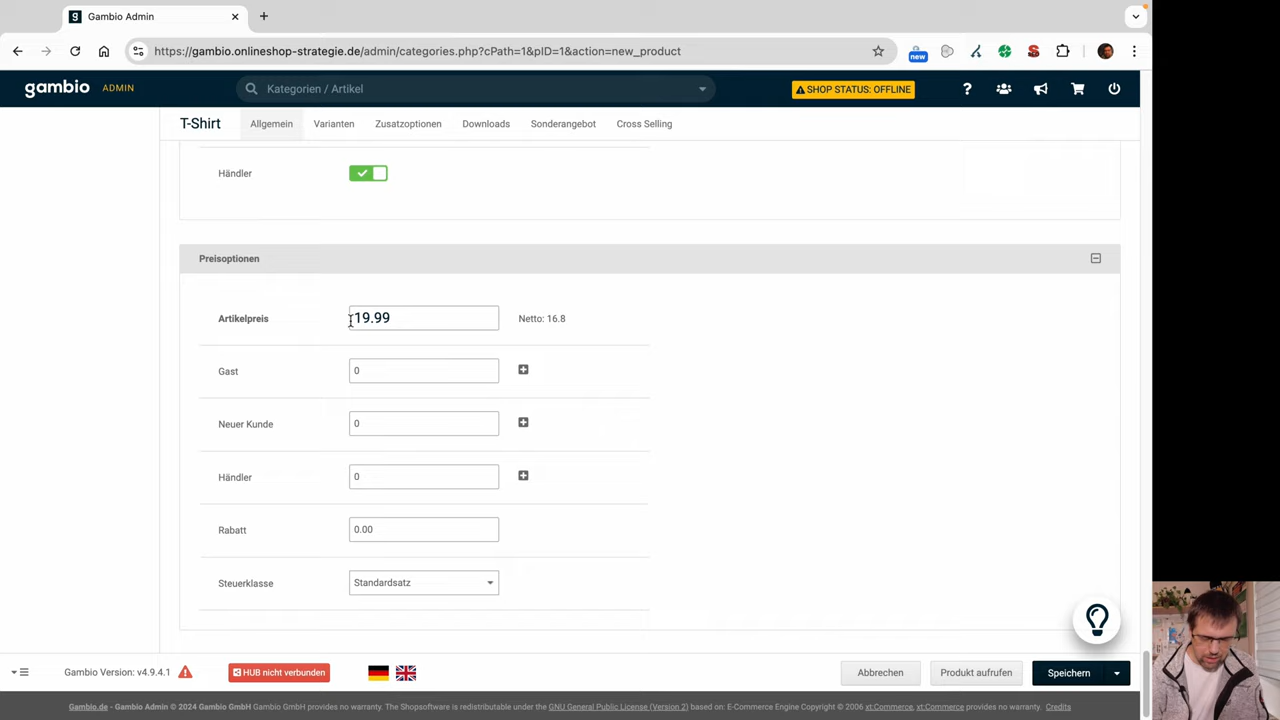 Gambio Admin
https://gambio.onlineshop-strategie.de/admin/categories.php?cPath=1&pID=1&action=new_product
new
gambio ADMIN
Kategorien / Artikel
SHOP STATUS: OFFLINE
T-Shirt
Allgemein
Varianten
Zusatzoptionen
Downloads
Sonderangebot
Cross Selling
Händler
Preisoptionen
Artikelpreis
19.99
Netto: 16.8
Gast
0
Neuer Kunde
0
Händler
0
Rabatt
0.00
Steuerklasse
Standardsatz
Gambio Version: v4.9.4.1
HUB nicht verbunden
Abbrechen
Produkt aufrufen
Speichern
Gambio.de - Gambio Admin © 2024 Gambio GmbH Gambio GmbH provides no warranty. The Shopsoftware is redistributable under the GNU General Public License (Version 2) based on: E-Commerce Engine Copyright © 2006 xt:Commerce, xt:Commerce provides no warranty. Credits